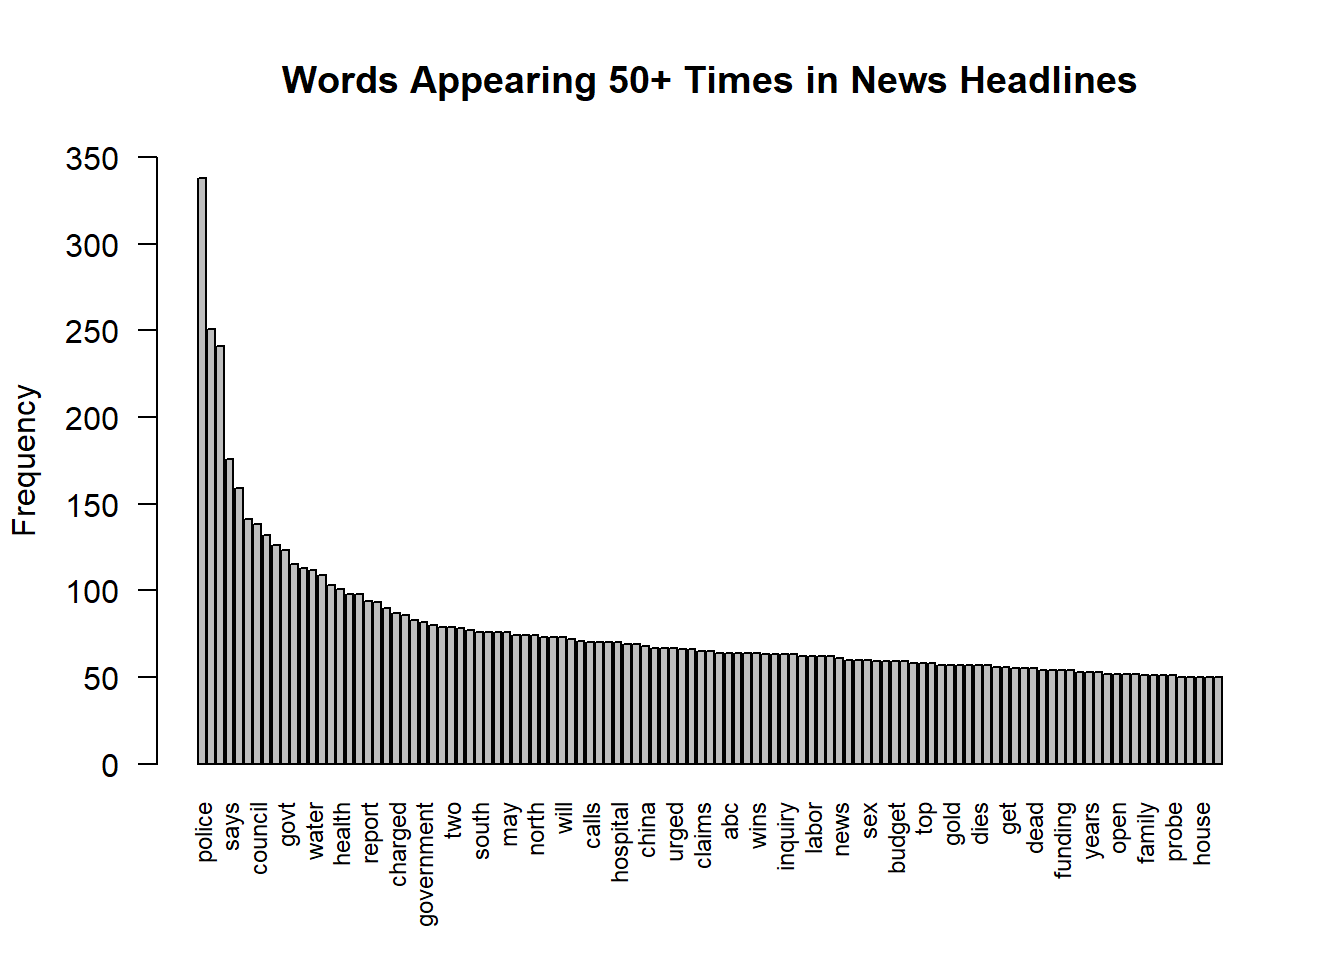 Words Appearing 50+ Times in News Headlines
Frequency
350
300
250
200
150
100
50
0
police
says
council
govt
water
health
report
charged
government
two
south
may
north
will
calls
hospital
china
urged
claims
abc
wins
inquiry
labor
news
sex
budget
top
gold
dies
get
dead
funding
years
open
family
probe
house